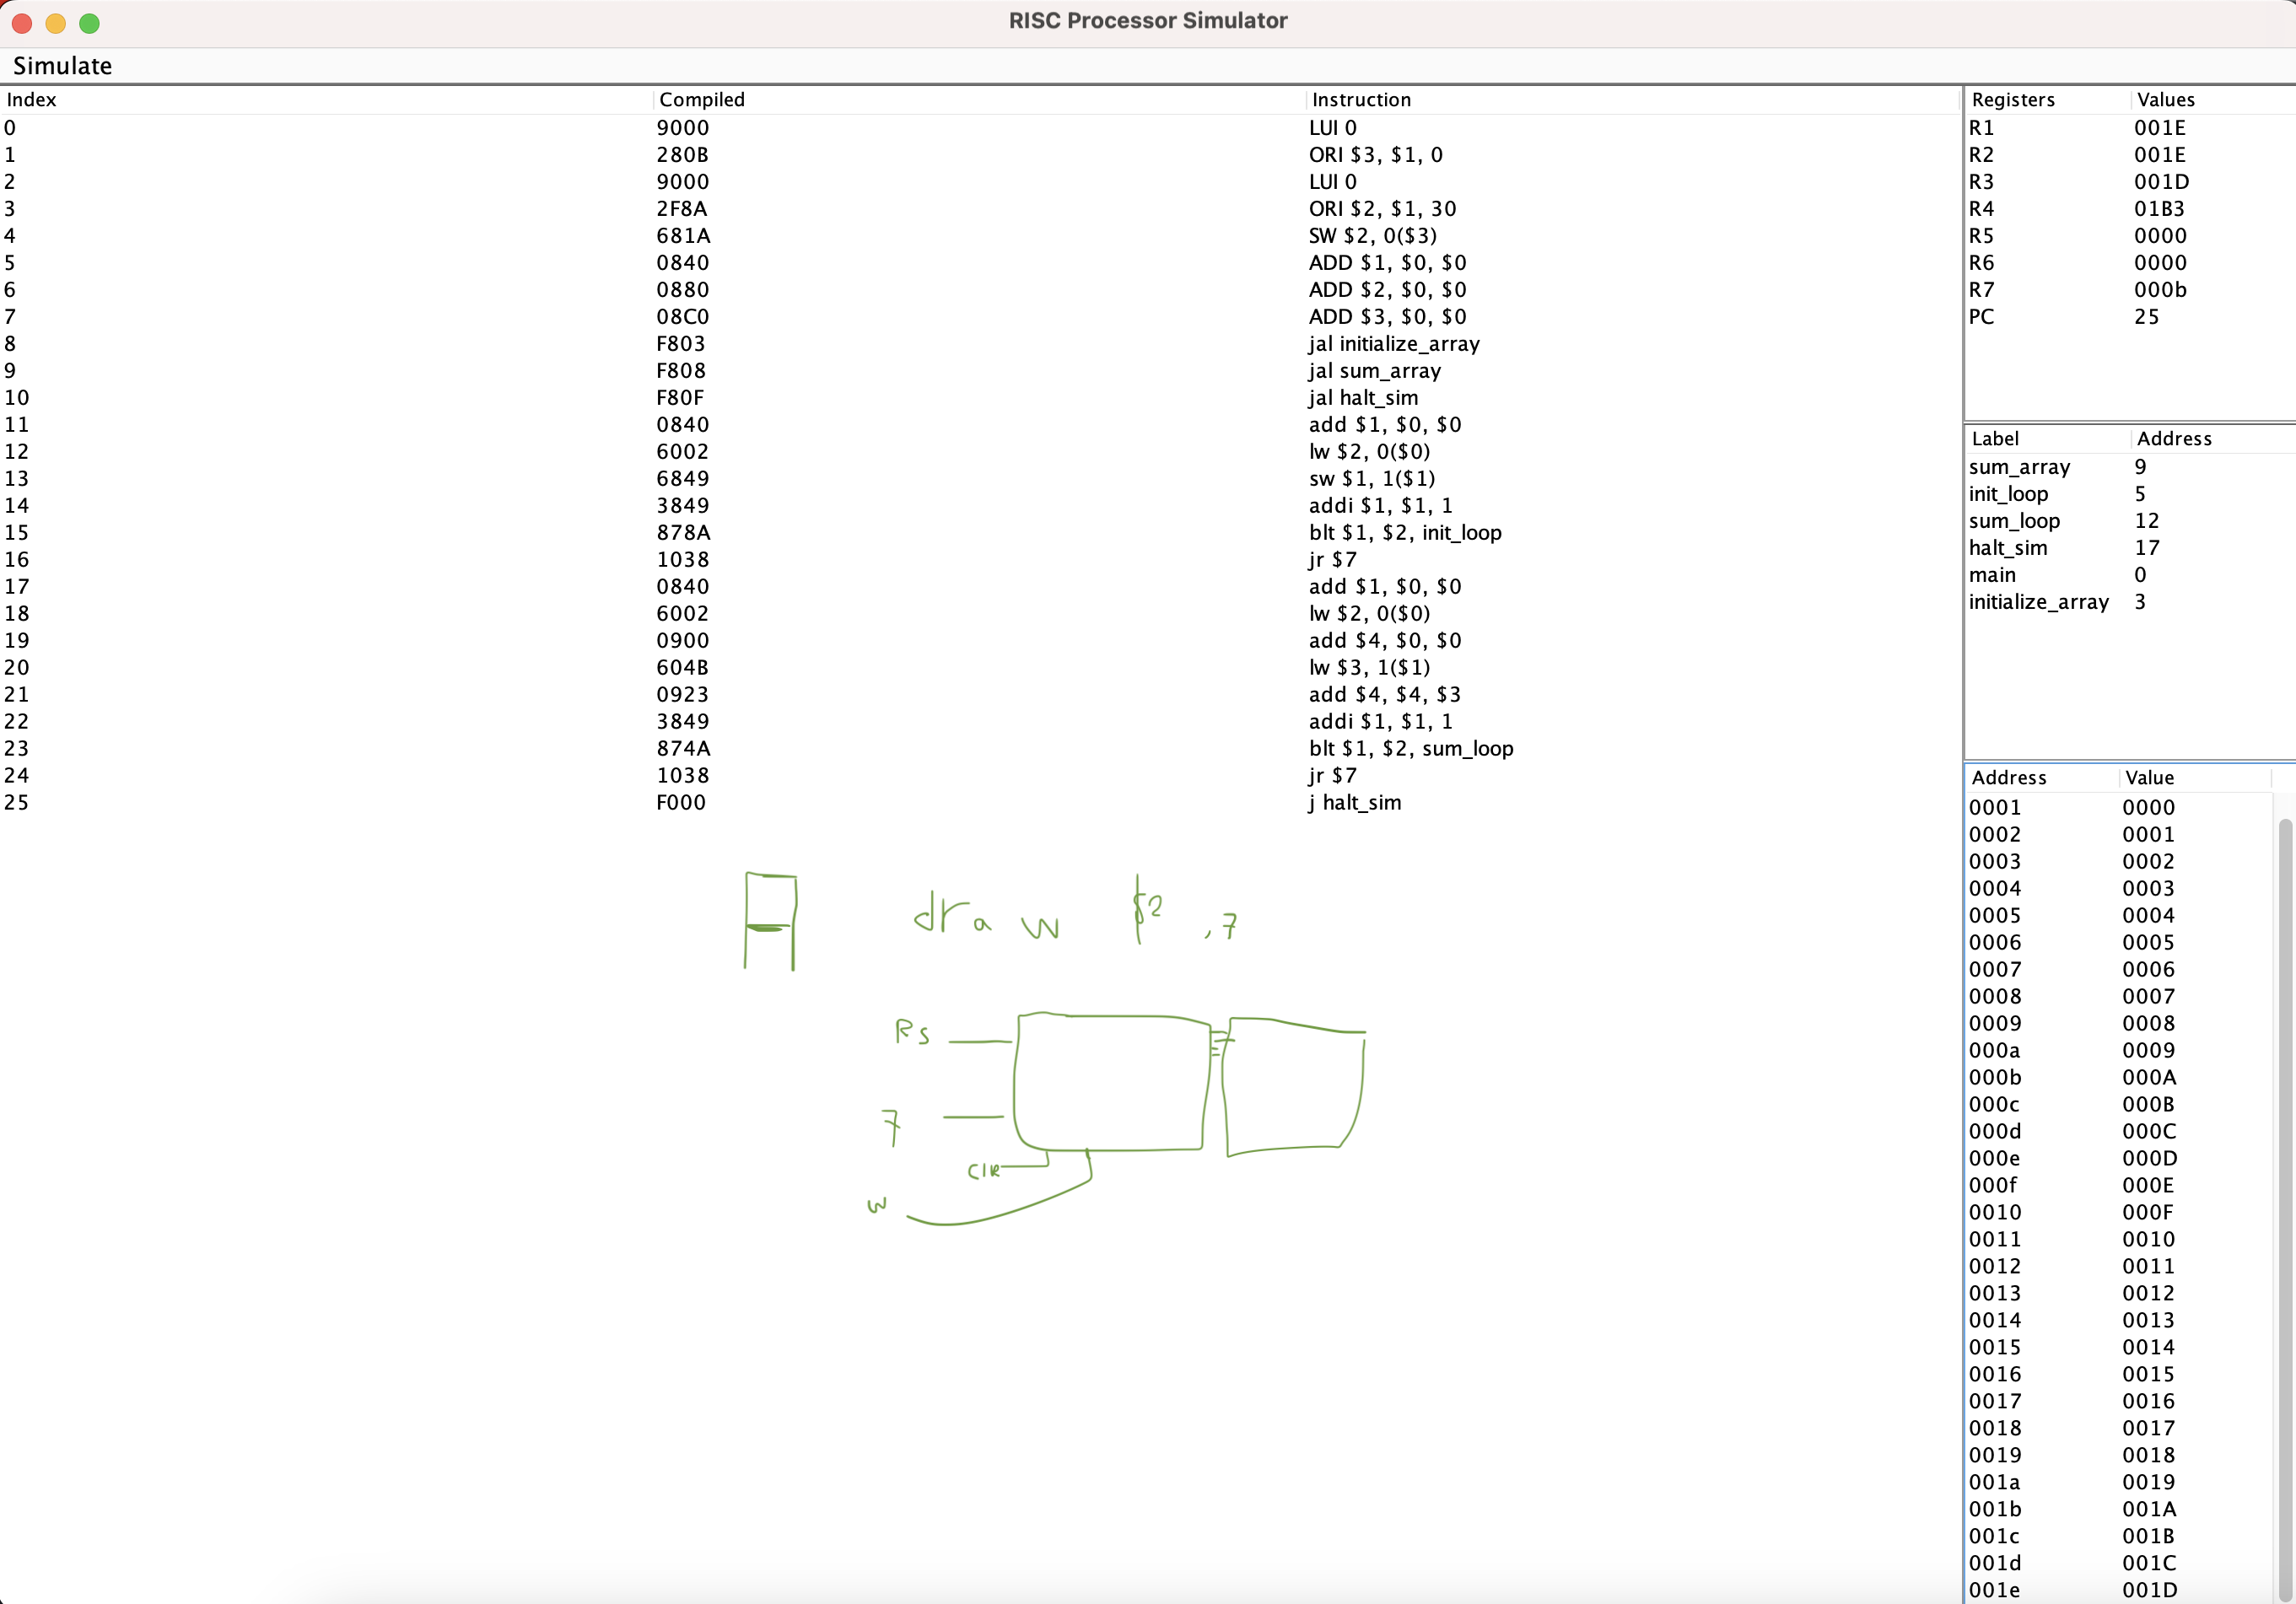 RISC Processor Simulator
Simulate
Index Compiled Instruction
0 9000 LUI 0
1 280B ORI $3, $1, 0
2 9000 LUI 0
3 2F8A ORI $2, $1, 30
4 681A SW $2, 0($3)
5 0840 ADD $1, $0, $0
6 0880 ADD $2, $0, $0
7 08C0 ADD $3, $0, $0
8 F803 jal initialize_array
9 F808 jal sum_array
10 F80F jal halt_sim
11 0840 add $1, $0, $0
12 6002 lw $2, 0($0)
13 6849 sw $1, 1($1)
14 3849 addi $1, $1, 1
15 878A blt $1, $2, init_loop
16 1038 jr $7
17 0840 add $1, $0, $0
18 6002 lw $2, 0($0)
19 0900 add $4, $0, $0
20 604B lw $3, 1($1)
21 0923 add $4, $4, $3
22 3849 addi $1, $1, 1
23 874A blt $1, $2, sum_loop
24 1038 jr $7
25 F000 j halt_sim
draw $2 , 7
RS
7
w
Registers Values
R1 001E
R2 001E
R3 001D
R4 01B3
R5 0000
R6 0000
R7 000b
PC 25
Label Address
sum_array 9
init_loop 5
sum_loop 12
halt_sim 17
main 0
initialize_array 3
Address Value
0001 0000
0002 0001
0003 0002
0004 0003
0005 0004
0006 0005
0007 0006
0008 0007
0009 0008
000a 0009
000b 000A
000c 000B
000d 000C
000e 000D
000f 000E
0010 000F
0011 0010
0012 0011
0013 0012
0014 0013
0015 0014
0016 0015
0017 0016
0018 0017
0019 0018
001a 0019
001b 001A
001c 001B
001d 001C
001e 001D